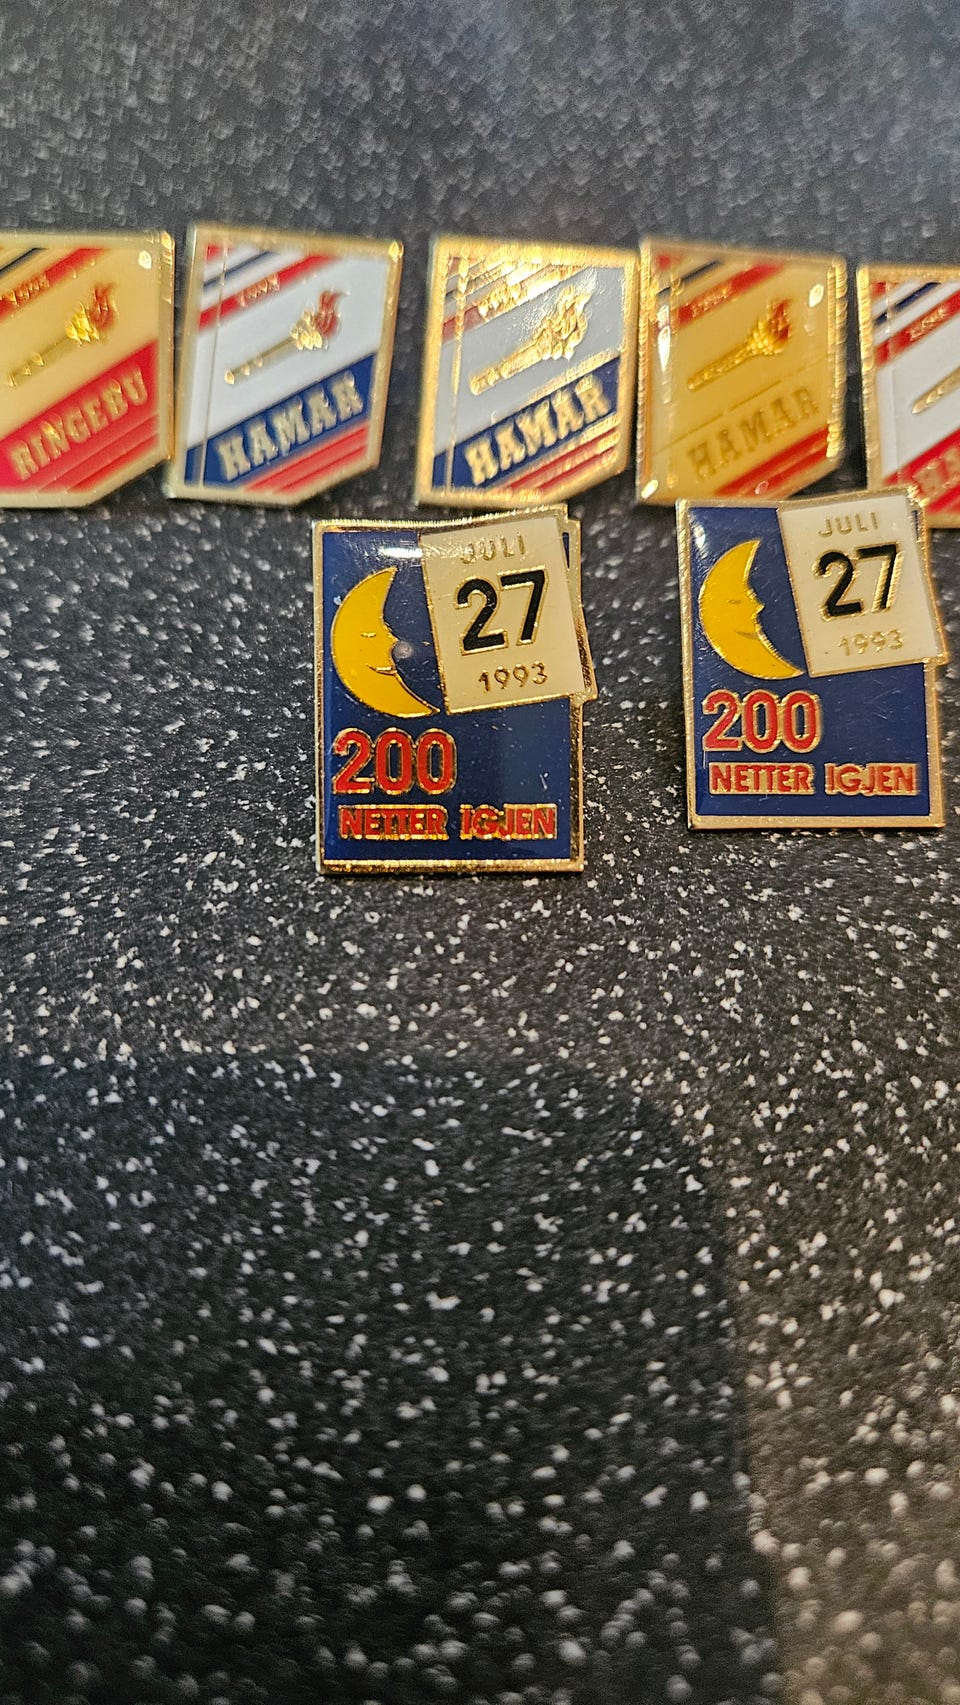 RINGEBU
HAMAR
HAMAR
HAMAR
JULI
27
1993
200
NETTER IGJEN
JULI
27
1993
200
NETTER IGJEN